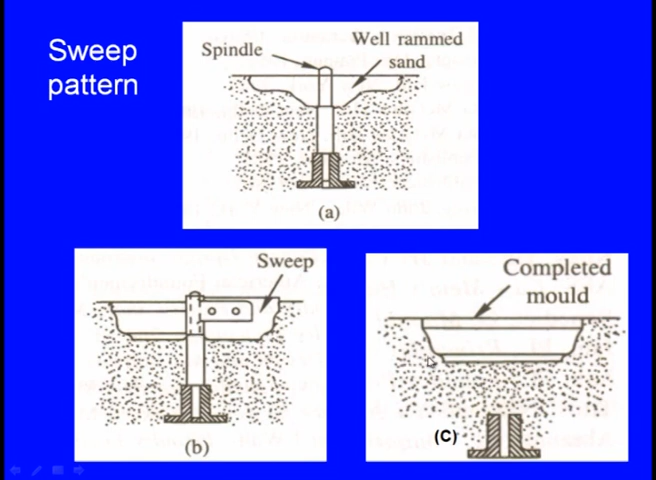 Sweep
pattern
Spindle
Well rammed
sand
(a)
Sweep
(b)
Completed
mould
(C)